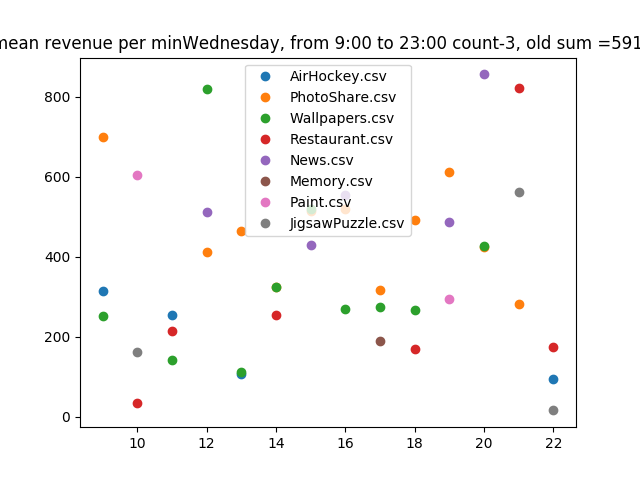 mean revenue per minWednesday, from 9:00 to 23:00 count-3, old sum =591
AirHockey.csv
PhotoShare.csv
Wallpapers.csv
Restaurant.csv
News.csv
Memory.csv
Paint.csv
JigsawPuzzle.csv
800
600
400
200
0
10 12 14 16 18 20 22